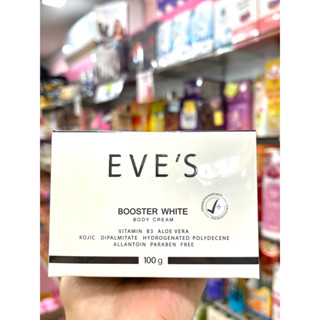 EVE'S
BOOSTER WHITE
BODY CREAM
VITAMIN B3 ALOE VERA
KOJIC DIPALMITATE HYDROGENATED POLYDECENE
ALLANTOIN PARABEN FREE
100 g